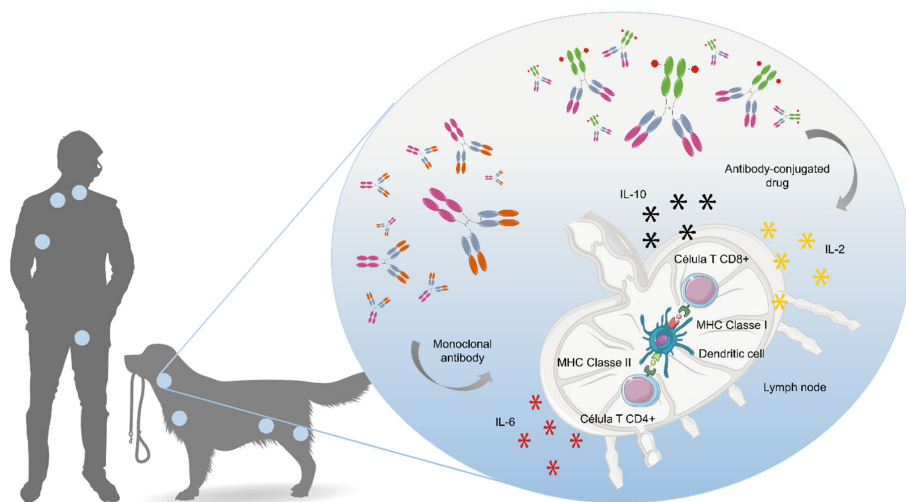 Antibody-conjugated
drug
IL-10
IL-2
Célula T CD8+
MHC Classe I
Monoclonal
antibody
MHC Classe II
Dendritic cell
Lymph node
IL-6
Célula T CD4+